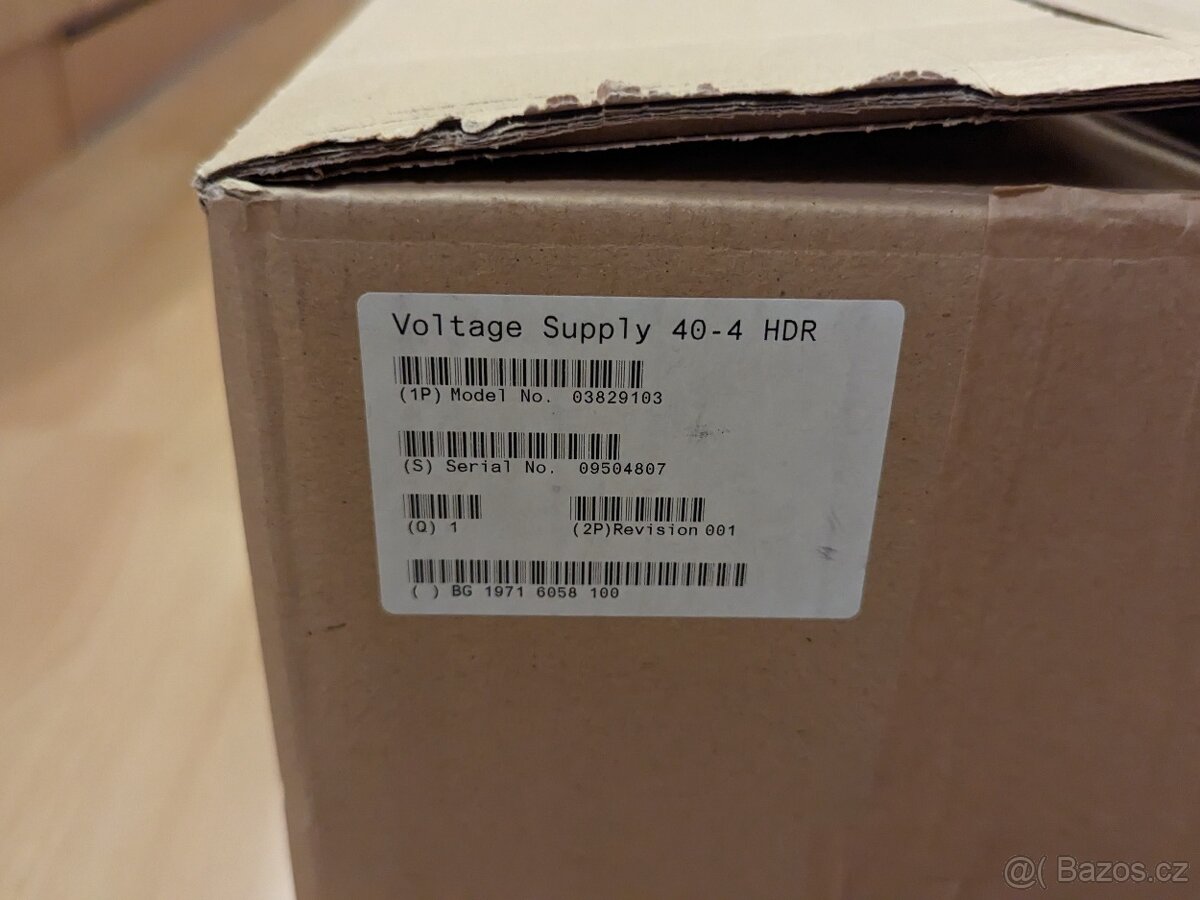 Voltage Supply 40-4 HDR
(1P) Model No. 03829103
(S) Serial No. 09504807
(Q) 1 (2P)Revision 001
( ) BG 1971 6058 100
@( Bazos.cz